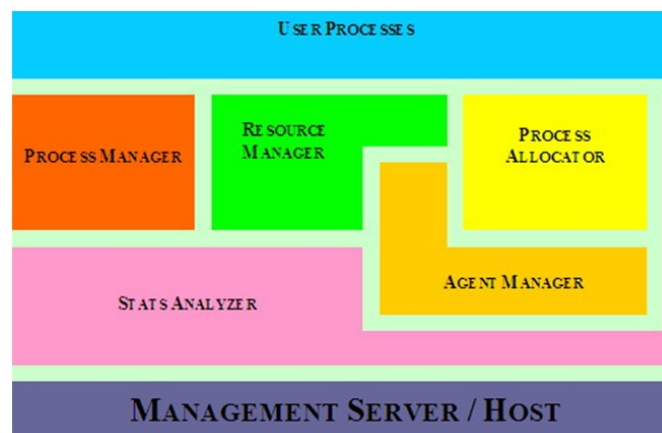 USER PROCESSES
PROCESS MANAGER
RESOURCE
MANAGER
PROCESS
ALLOCATOR
AGENT MANAGER
STATS ANALYZER
MANAGEMENT SERVER / HOST